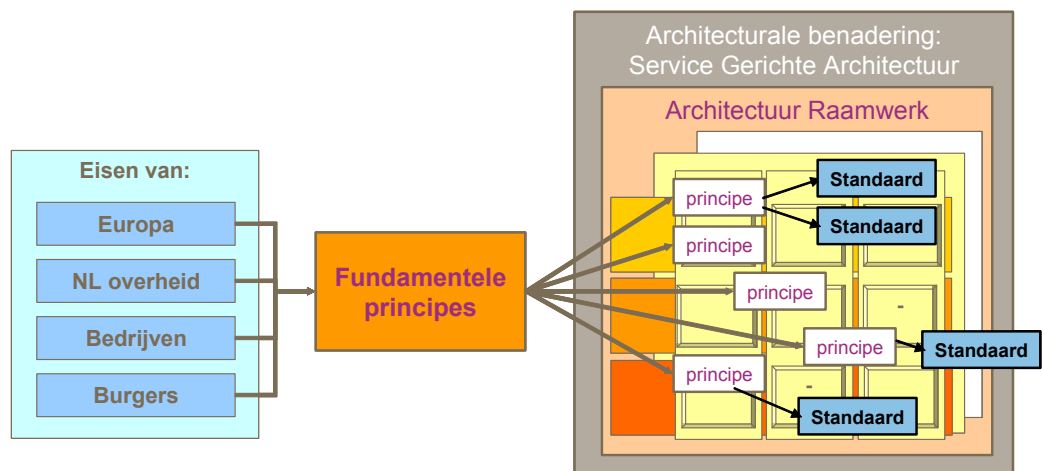 Architecturale benadering:
Service Gerichte Architectuur
Architectuur Raamwerk
Eisen van:
Europa
NL overheid
Bedrijven
Burgers
Fundamentele
principes
principe
Standaard
Standaard
principe
principe
-
principe
Standaard
principe
-
Standaard